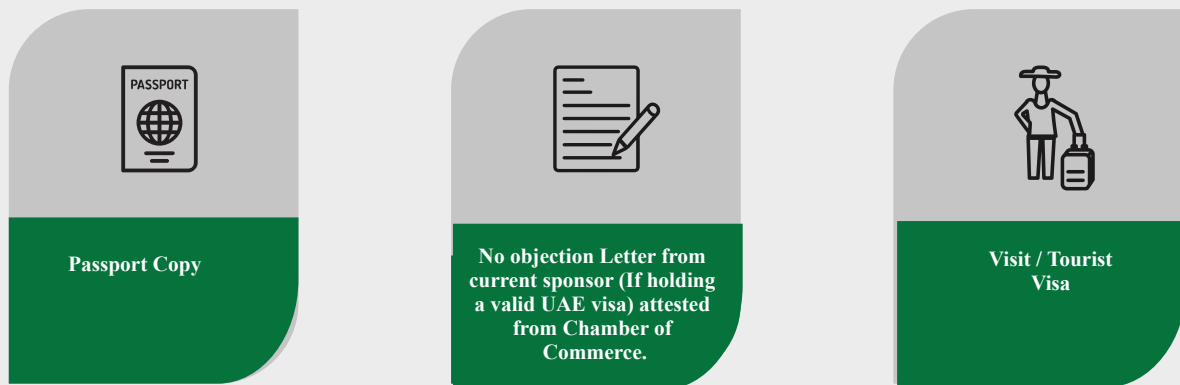 PASSPORT
Passport Copy
No objection Letter from
current sponsor (If holding
a valid UAE visa) attested
from Chamber of
Commerce.
Visit / Tourist
Visa